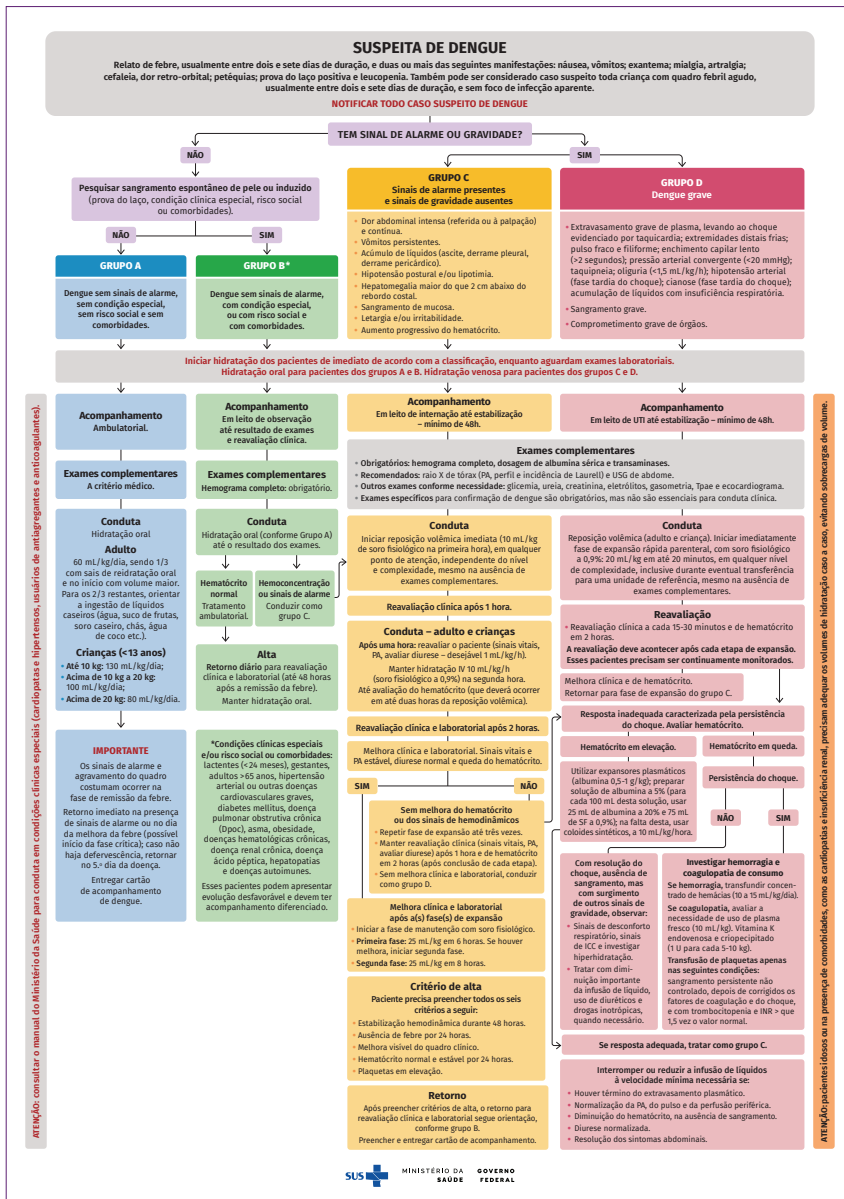 SUSPEITA DE DENGUE
Relato de febre, usualmente entre dois e sete dias de duração, e duas ou mais das seguintes manifestações: náusea, vômitos; exantema; mialgia, artralgia;
cefaleia, dor retro-orbital; petéquias; prova do laço positiva e leucopenia. Também pode ser considerado caso suspeito toda criança com quadro febril agudo,
usualmente entre dois e sete dias de duração, e sem foco de infecção aparente.
NOTIFICAR TODO CASO SUSPEITO DE DENGUE
TEM SINAL DE ALARME OU GRAVIDADE?
NÃO
SIM
Pesquisar sangramento espontâneo de pele ou induzido
(prova do laço, condição clínica especial, risco social
ou comorbidades).
NÃO
SIM
GRUPO A
Dengue sem sinais de alarme,
sem condição especial,
sem risco social e sem
comorbidades.
GRUPO B*
Dengue sem sinais de alarme,
com condição especial,
ou com risco social e
com comorbidades.
GRUPO C
Sinais de alarme presentes
e sinais de gravidade ausentes
• Dor abdominal intensa (referida ou à palpação)
e contínua.
• Vômitos persistentes.
• Acúmulo de líquidos (ascite, derrame pleural,
derrame pericárdico).
• Hipotensão postural e/ou lipotimia.
• Hepatomegalia maior do que 2 cm abaixo do
rebordo costal.
• Sangramento de mucosa.
• Letargia e/ou irritabilidade.
• Aumento progressivo do hematócrito.
GRUPO D
Dengue grave
• Extravasamento grave de plasma, levando ao choque
evidenciado por taquicardia; extremidades distais frias;
pulso fraco e filiforme; enchimento capilar lento
(>2 segundos); pressão arterial convergente (<20 mmHg);
taquipneia; oliguria (<1,5 mL/kg/h); hipotensão arterial
(fase tardia do choque); cianose (fase tardia do choque);
acumulação de líquidos com insuficiência respiratória.
• Sangramento grave.
• Comprometimento grave de órgãos.
Iniciar hidratação dos pacientes de imediato de acordo com a classificação, enquanto aguardam exames laboratoriais.
Hidratação oral para pacientes dos grupos A e B. Hidratação venosa para pacientes dos grupos C e D.
ATENÇÃO: consultar o manual do Ministério da Saúde para conduta em condições clínicas especiais (cardiopatas e hipertensos, usuários de antiagregantes e anticoagulantes).
Acompanhamento
Ambulatorial.
Exames complementares
A critério médico.
Conduta
Hidratação oral
Adulto
60 mL/kg/dia, sendo 1/3
com sais de reidratação oral
e no início com volume maior.
Para os 2/3 restantes, orientar
a ingestão de líquidos
caseiros (água, suco de frutas,
soro caseiro, chás, água
de coco etc.).
Crianças (<13 anos)
• Até 10 kg: 130 mL/kg/dia;
• Acima de 10 kg a 20 kg:
100 mL/kg/dia;
• Acima de 20 kg: 80 mL/kg/dia.
IMPORTANTE
Os sinais de alarme e
agravamento do quadro
costumam ocorrer na
fase de remissão da febre.
Retorno imediato na presença
de sinais de alarme ou no dia
da melhora da febre (possível
início da fase crítica); caso não
haja defervescência, retornar
no 5.º dia da doença.
Entregar cartão
de acompanhamento
de dengue.
Acompanhamento
Em leito de observação
até resultado de exames
e reavaliação clínica.
Exames complementares
Hemograma completo: obrigatório.
Conduta
Hidratação oral (conforme Grupo A)
até o resultado dos exames.
Hematócrito
normal
Tratamento
ambulatorial.
Hemoconcentração
ou sinais de alarme
Conduzir como
grupo C.
Alta
Retorno diário para reavaliação
clínica e laboratorial (até 48 horas
após a remissão da febre).
Manter hidratação oral.
*Condições clínicas especiais
e/ou risco social ou comorbidades:
lactentes (<24 meses), gestantes,
adultos >65 anos, hipertensão
arterial ou outras doenças
cardiovasculares graves,
diabetes mellitus, doença
pulmonar obstrutiva crônica
(Dpoc), asma, obesidade,
doenças hematológicas crônicas,
doença renal crônica, doença
ácido péptica, hepatopatias
e doenças autoimunes.
Esses pacientes podem apresentar
evolução desfavorável e devem ter
acompanhamento diferenciado.
Acompanhamento
Em leito de internação até estabilização
– mínimo de 48h.
Acompanhamento
Em leito de UTI até estabilização – mínimo de 48h.
Exames complementares
• Obrigatórios: hemograma completo, dosagem de albumina sérica e transaminases.
• Recomendados: raio X de tórax (PA, perfil e incidência de Laurell) e USG de abdome.
• Outros exames conforme necessidade: glicemia, ureia, creatinina, eletrólitos, gasometria, Tpae e ecocardiograma.
• Exames específicos para confirmação de dengue são obrigatórios, mas não são essenciais para conduta clínica.
Conduta
Iniciar reposição volêmica imediata (10 mL/kg
de soro fisiológico na primeira hora), em qualquer
ponto de atenção, independente do nível
e complexidade, mesmo na ausência de
exames complementares.
Reavaliação clínica após 1 hora.
Conduta – adulto e crianças
Após uma hora: reavaliar o paciente (sinais vitais,
PA, avaliar diurese – desejável 1 mL/kg/h).
Manter hidratação IV 10 mL/kg/h
(soro fisiológico a 0,9%) na segunda hora.
Até avaliação do hematócrito (que deverá ocorrer
em até duas horas da reposição volêmica).
Reavaliação clínica e laboratorial após 2 horas.
Melhora clínica e laboratorial. Sinais vitais e
PA estável, diurese normal e queda do hematócrito.
SIM
NÃO
Sem melhora do hematócrito
ou dos sinais de hemodinâmicos
• Repetir fase de expansão até três vezes.
• Manter reavaliação clínica (sinais vitais, PA,
avaliar diurese) após 1 hora e de hematócrito
em 2 horas (após conclusão de cada etapa).
• Sem melhora clínica e laboratorial, conduzir
como grupo D.
Melhora clínica e laboratorial
após a(s) fase(s) de expansão
• Iniciar a fase de manutenção com soro fisiológico.
• Primeira fase: 25 mL/kg em 6 horas. Se houver
melhora, iniciar segunda fase.
• Segunda fase: 25 mL/kg em 8 horas.
Critério de alta
Paciente precisa preencher todos os seis
critérios a seguir:
• Estabilização hemodinâmica durante 48 horas.
• Ausência de febre por 24 horas.
• Melhora visível do quadro clínico.
• Hematócrito normal e estável por 24 horas.
• Plaquetas em elevação.
Retorno
Após preencher critérios de alta, o retorno para
reavaliação clínica e laboratorial segue orientação,
conforme grupo B.
Preencher e entregar cartão de acompanhamento.
Conduta
Reposição volêmica (adulto e criança). Iniciar imediatamente
fase de expansão rápida parenteral, com soro fisiológico
a 0,9%: 20 mL/kg em até 20 minutos, em qualquer nível
de complexidade, inclusive durante eventual transferência
para uma unidade de referência, mesmo na ausência de
exames complementares.
Reavaliação
• Reavaliação clínica a cada 15-30 minutos e de hematócrito
em 2 horas.
A reavaliação deve acontecer após cada etapa de expansão.
Esses pacientes precisam ser continuamente monitorados.
Melhora clínica e de hematócrito.
Retornar para fase de expansão do grupo C.
Resposta inadequada caracterizada pela persistência
do choque. Avaliar hematócrito.
Hematócrito em elevação.
Hematócrito em queda.
Utilizar expansores plasmáticos
(albumina 0,5-1 g/kg); preparar
solução de albumina a 5% (para
cada 100 mL desta solução, usar
25 mL de albumina a 20% e 75 mL
de SF a 0,9%); na falta desta, usar
coloides sintéticos, a 10 mL/kg/hora.
Persistência do choque.
NÃO
SIM
Com resolução do
choque, ausência de
sangramento, mas
com surgimento
de outros sinais de
gravidade, observar:
• Sinais de desconforto
respiratório, sinais
de ICC e investigar
hiperhidratação.
• Tratar com dimi-
nuição importante
da infusão de líquido,
uso de diuréticos e
drogas inotrópicas,
quando necessário.
Investigar hemorragia e
coagulopatia de consumo
Se hemorragia, transfundir concen-
trado de hemácias (10 a 15 mL/kg/dia).
Se coagulopatia, avaliar a
necessidade de uso de plasma
fresco (10 mL/kg). Vitamina K
endovenosa e criopecipitado
(1 U para cada 5-10 kg).
Transfusão de plaquetas apenas
nas seguintes condições:
sangramento persistente não
controlado, depois de corrigidos os
fatores de coagulação e do choque,
e com trombocitopenia e INR > que
1,5 vez o valor normal.
Se resposta adequada, tratar como grupo C.
Interromper ou reduzir a infusão de líquidos
à velocidade mínima necessária se:
• Houver término do extravasamento plasmático.
• Normalização da PA, do pulso e da perfusão periférica.
• Diminuição do hematócrito, na ausência de sangramento.
• Diurese normalizada.
• Resolução dos sintomas abdominais.
ATENÇÃO: pacientes idosos ou na presença de comorbidades, como as cardiopatias e insuficiência renal, precisam adequar os volumes de hidratação caso a caso, evitando sobrecargas de volume.
SUS
MINISTÉRIO DA
SAÚDE
GOVERNO
FEDERAL